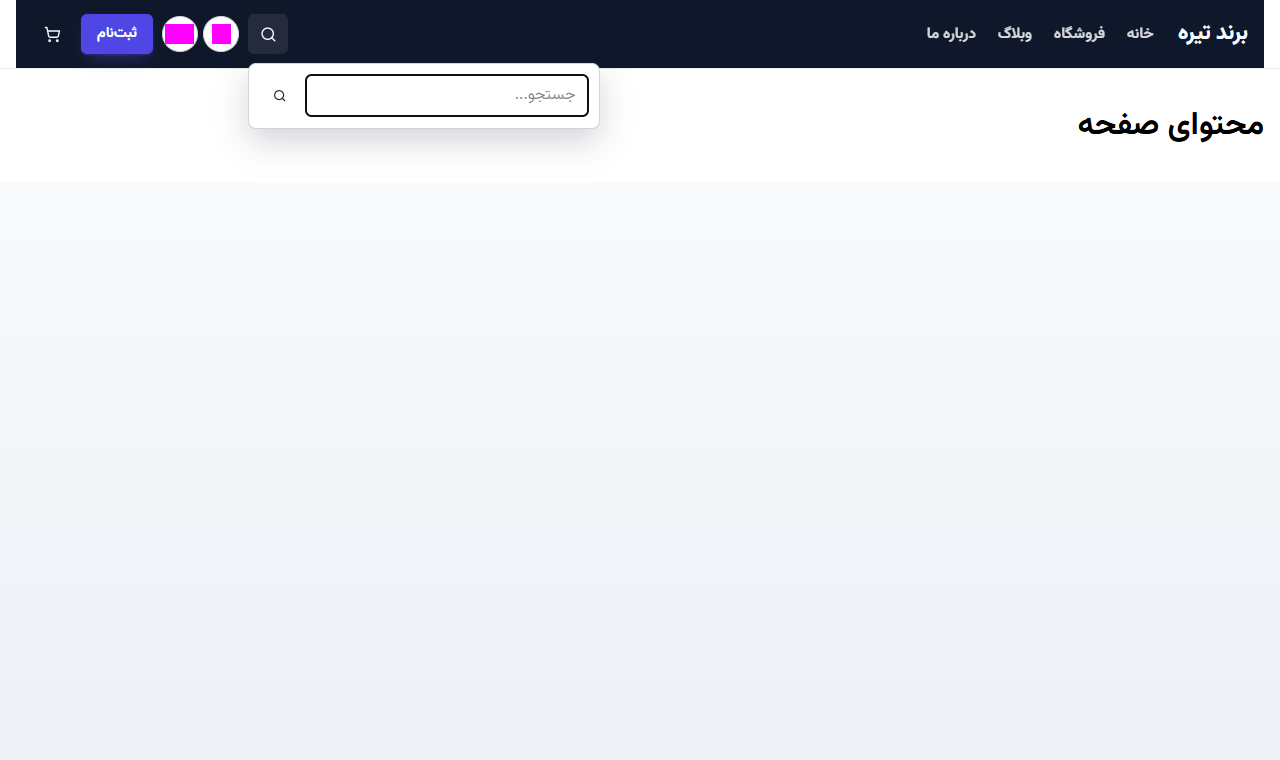 برند تیره
خانه
فروشگاه
وبلاگ
درباره ما
ثبت‌نام
جستجو...
محتوای صفحه